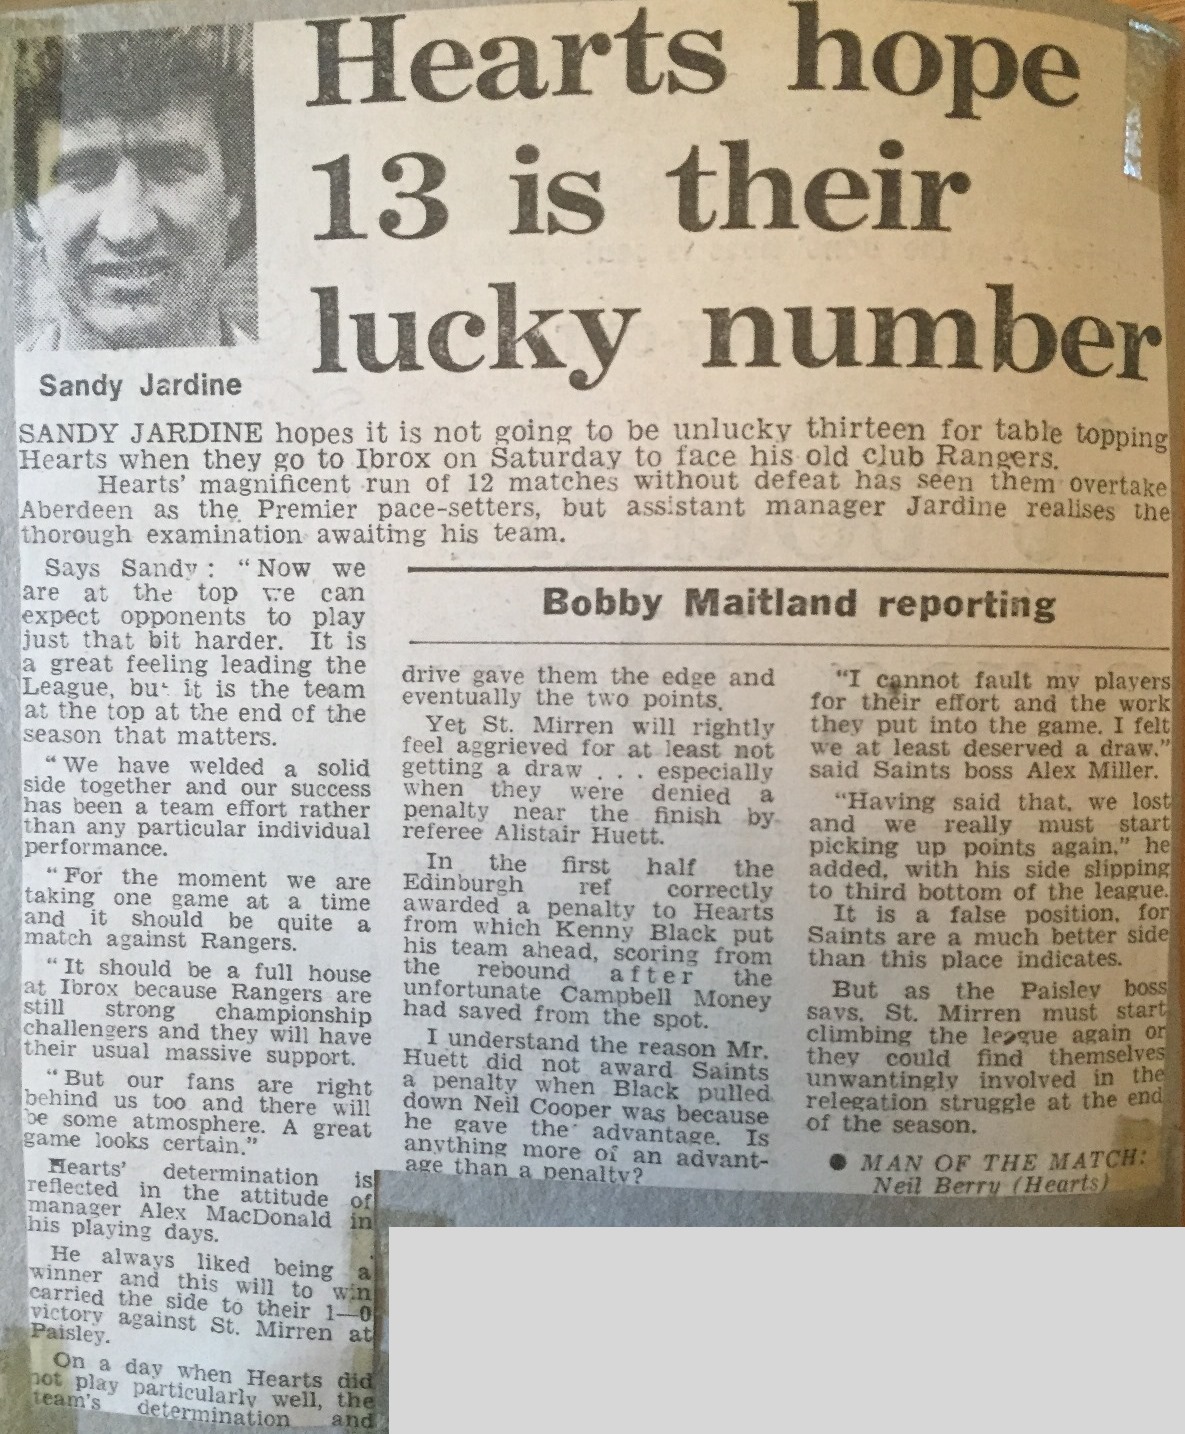 Hearts hope
13 is their
lucky number
Sandy Jardine
SANDY JARDINE hopes it is not going to be unlucky thirteen for table topping
Hearts when they go to Ibrox on Saturday to face his old club Rangers.
Hearts' magnificent run of 12 matches without defeat has seen them overtake
Aberdeen as the Premier pace-setters, but assistant manager Jardine realises the
thorough examination awaiting his team.
Says Sandy: "Now we
are at the top we can
expect opponents to play
just that bit harder. It is
a great feeling leading the
League, but it is the team
at the top at the end of the
season that matters.
"We have welded a solid
side together and our success
has been a team effort rather
than any particular individual
performance.
"For the moment we are
taking one game at a time
and it should be quite a
match against Rangers.
"It should be a full house
at Ibrox because Rangers are
still strong championship
challengers and they will have
their usual massive support.
"But our fans are right
behind us too and there will
be some atmosphere. A great
game looks certain."
Hearts' determination is
reflected in the attitude of
manager Alex MacDonald in
his playing days.
He always liked being a
winner and this will to win
carried the side to their 1—0
victory against St. Mirren at
Paisley.
On a day when Hearts did
not play particularly well, the
team's determination and
Bobby Maitland reporting
drive gave them the edge and
eventually the two points.
Yet St. Mirren will rightly
feel aggrieved for at least not
getting a draw . . . especially
when they were denied a
penalty near the finish by
referee Alistair Huett.
In the first half the
Edinburgh ref correctly
awarded a penalty to Hearts
from which Kenny Black put
his team ahead, scoring from
the rebound after the
unfortunate Campbell Money
had saved from the spot.
I understand the reason Mr.
Huett did not award Saints
a penalty when Black pulled
down Neil Cooper was because
he gave the advantage. Is
anything more of an advant-
age than a penalty?
"I cannot fault my players
for their effort and the work
they put into the game. I felt
we at least deserved a draw."
said Saints boss Alex Miller.
"Having said that, we lost
and we really must start
picking up points again," he
added, with his side slipping
to third bottom of the league.
It is a false position, for
Saints are a much better side
than this place indicates.
But as the Paisley boss
says, St. Mirren must start
climbing the league again or
they could find themselves
unwantingly involved in the
relegation struggle at the end
of the season.
● MAN OF THE MATCH:
Neil Berry (Hearts)